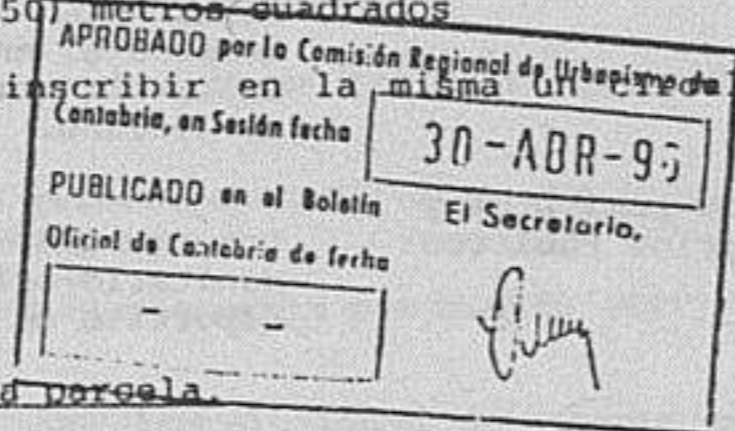 50) metros cuadrados
APROBADO por la Comisión Regional de Urbanismo de
inscribir en la misma un
Cantabria, en Sesión fecha
30-ABR-9
PUBLICADO en el Boletín
El Secretario,
Oficial de Cantabria de fecha
- -
parcela.